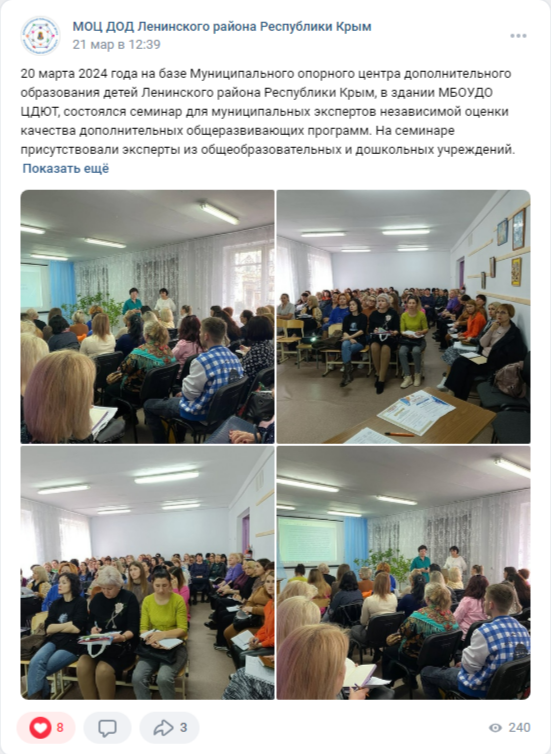 МОЦ ДОД Ленинского района Республики Крым
21 мар в 12:39
20 марта 2024 года на базе Муниципального опорного центра дополнительного
образования детей Ленинского района Республики Крым, в здании МБОУДО
ЦДЮТ, состоялся семинар для муниципальных экспертов независимой оценки
качества дополнительных общеразвивающих программ. На семинаре
присутствовали эксперты из общеобразовательных и дошкольных учреждений.
Показать ещё
8
3
240